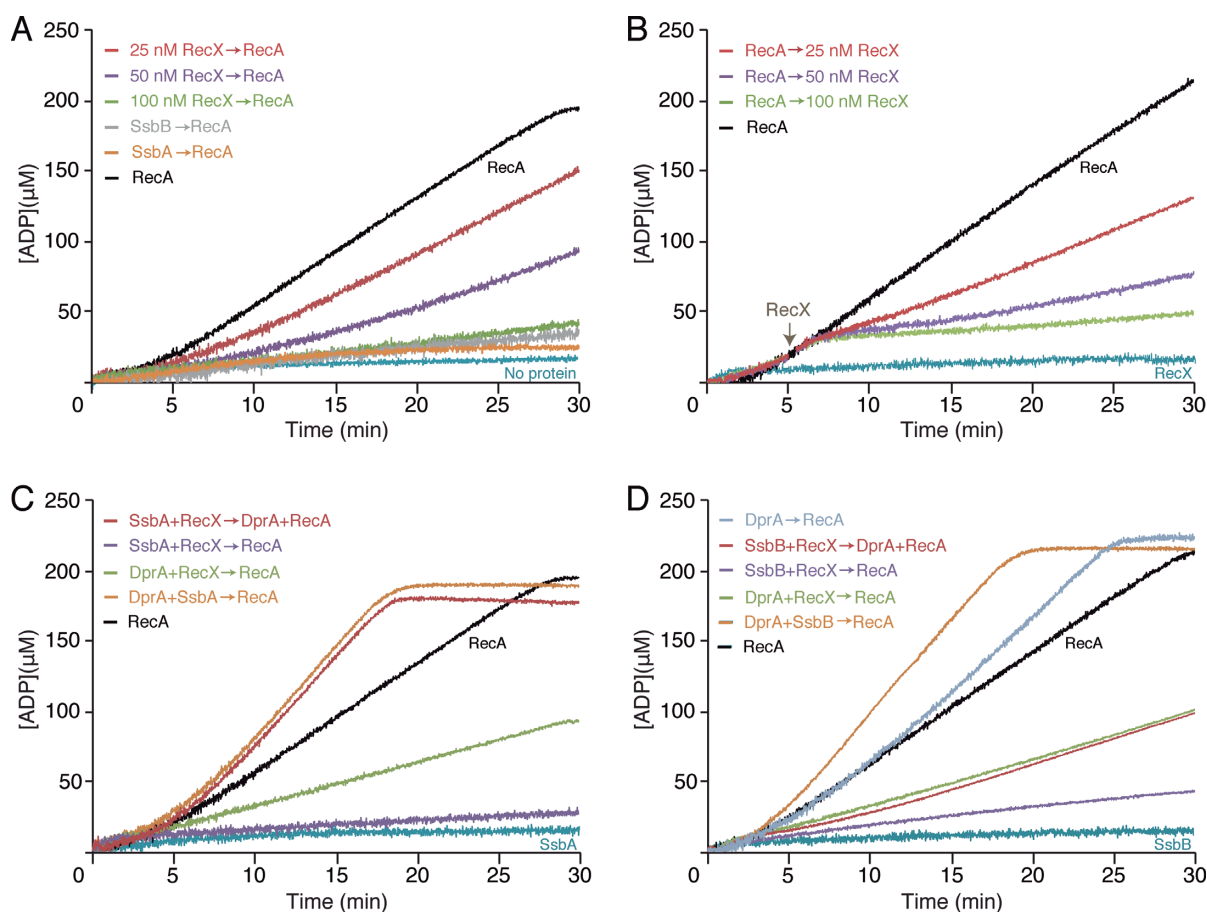 A
250
200
150
100
50
[ADP](μM)
25 nM RecX→RecA
50 nM RecX→RecA
100 nM RecX→RecA
SsbB→RecA
SsbA→RecA
RecA
RecA
No protein
5 10 15 20 25 30
Time (min)
B
250
200
150
100
50
[ADP](μM)
RecA→25 nM RecX
RecA→50 nM RecX
RecA→100 nM RecX
RecA
RecA
RecX
RecX
0 5 10 15 20 25 30
Time (min)
C
250
200
150
100
50
[ADP](μM)
SsbA+RecX→DprA+RecA
SsbA+RecX→RecA
DprA+RecX→RecA
DprA+SsbA→RecA
RecA
RecA
SsbA
0 5 10 15 20 25 30
Time (min)
D
250
200
150
100
50
[ADP](μM)
DprA→RecA
SsbB+RecX→DprA+RecA
SsbB+RecX→RecA
DprA+RecX→RecA
DprA+SsbB→RecA
RecA
RecA
SsbB
0 5 10 15 20 25 30
Time (min)